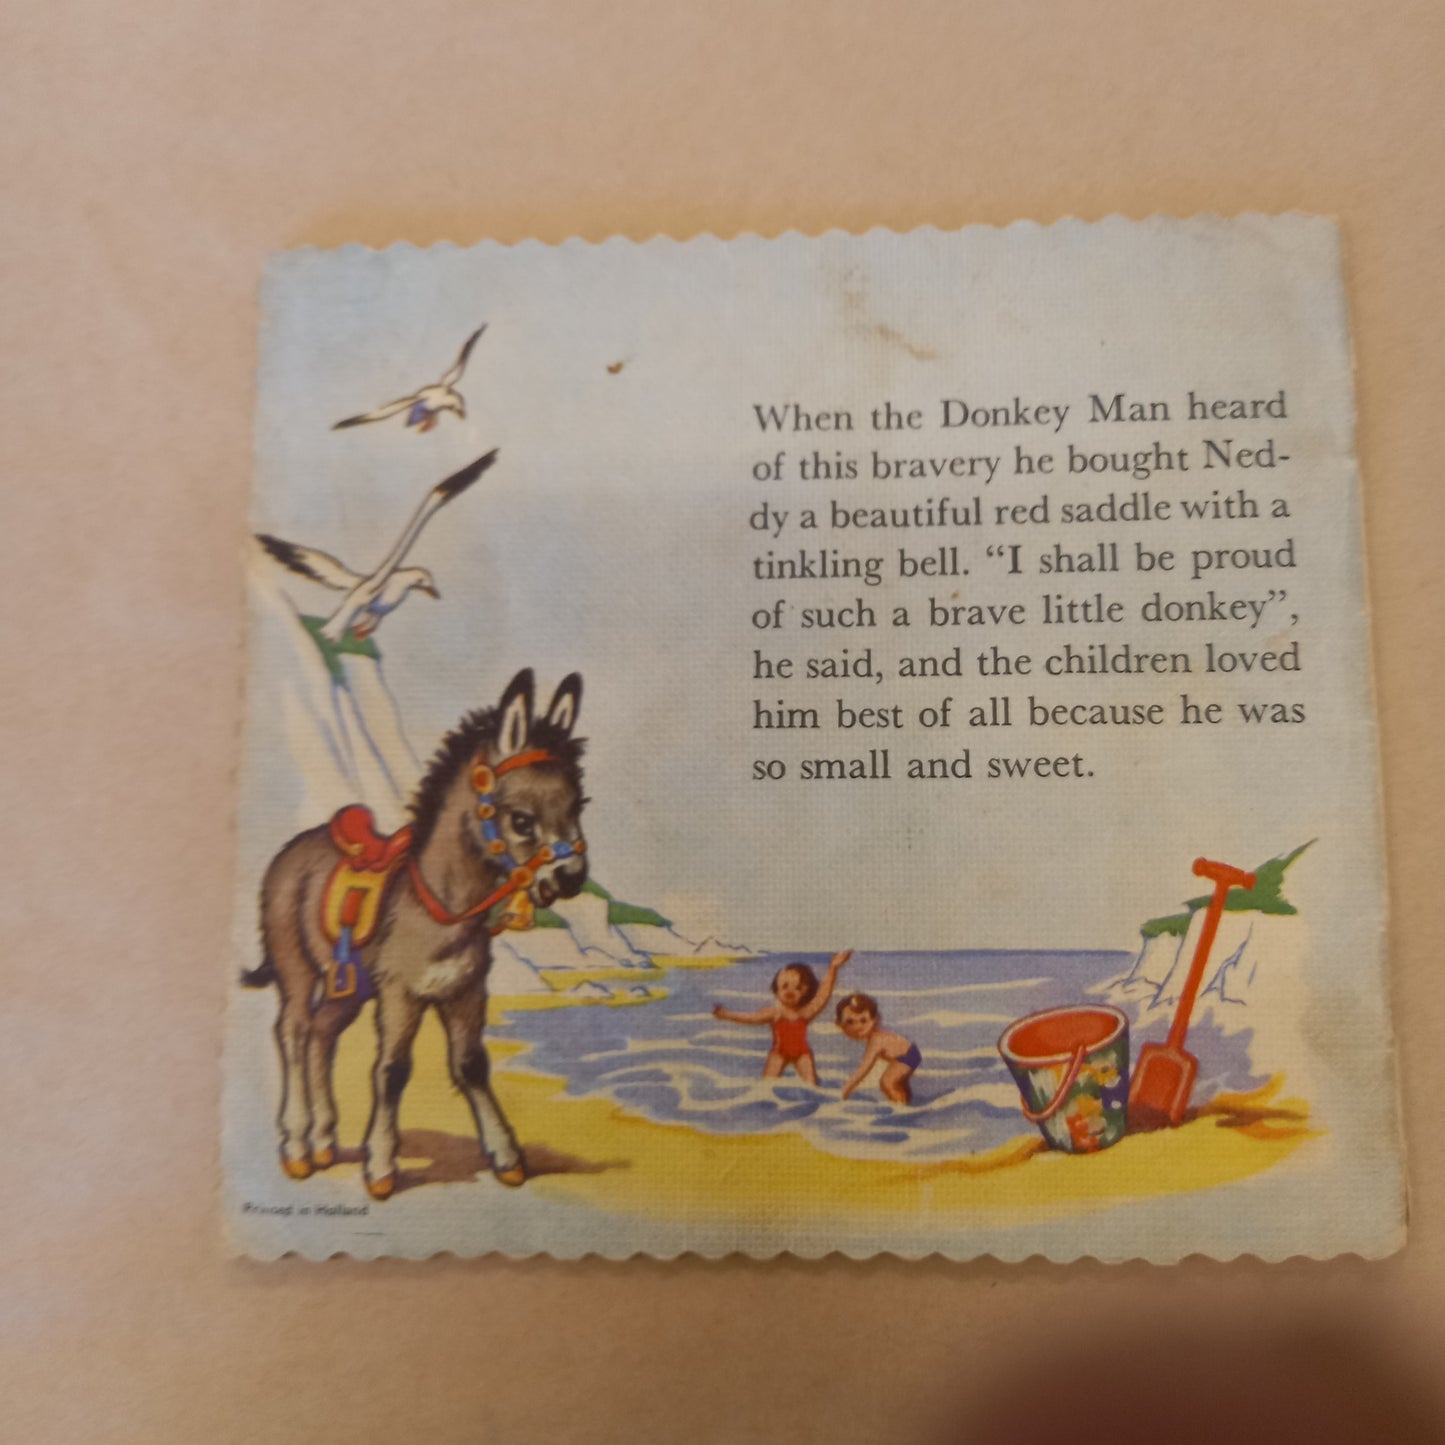 When the Donkey Man heard
of this bravery he bought Ned-
dy a beautiful red saddle with a
tinkling bell. “I shall be proud
of such a brave little donkey”,
he said, and the children loved
him best of all because he was
so small and sweet.
Printed in Holland